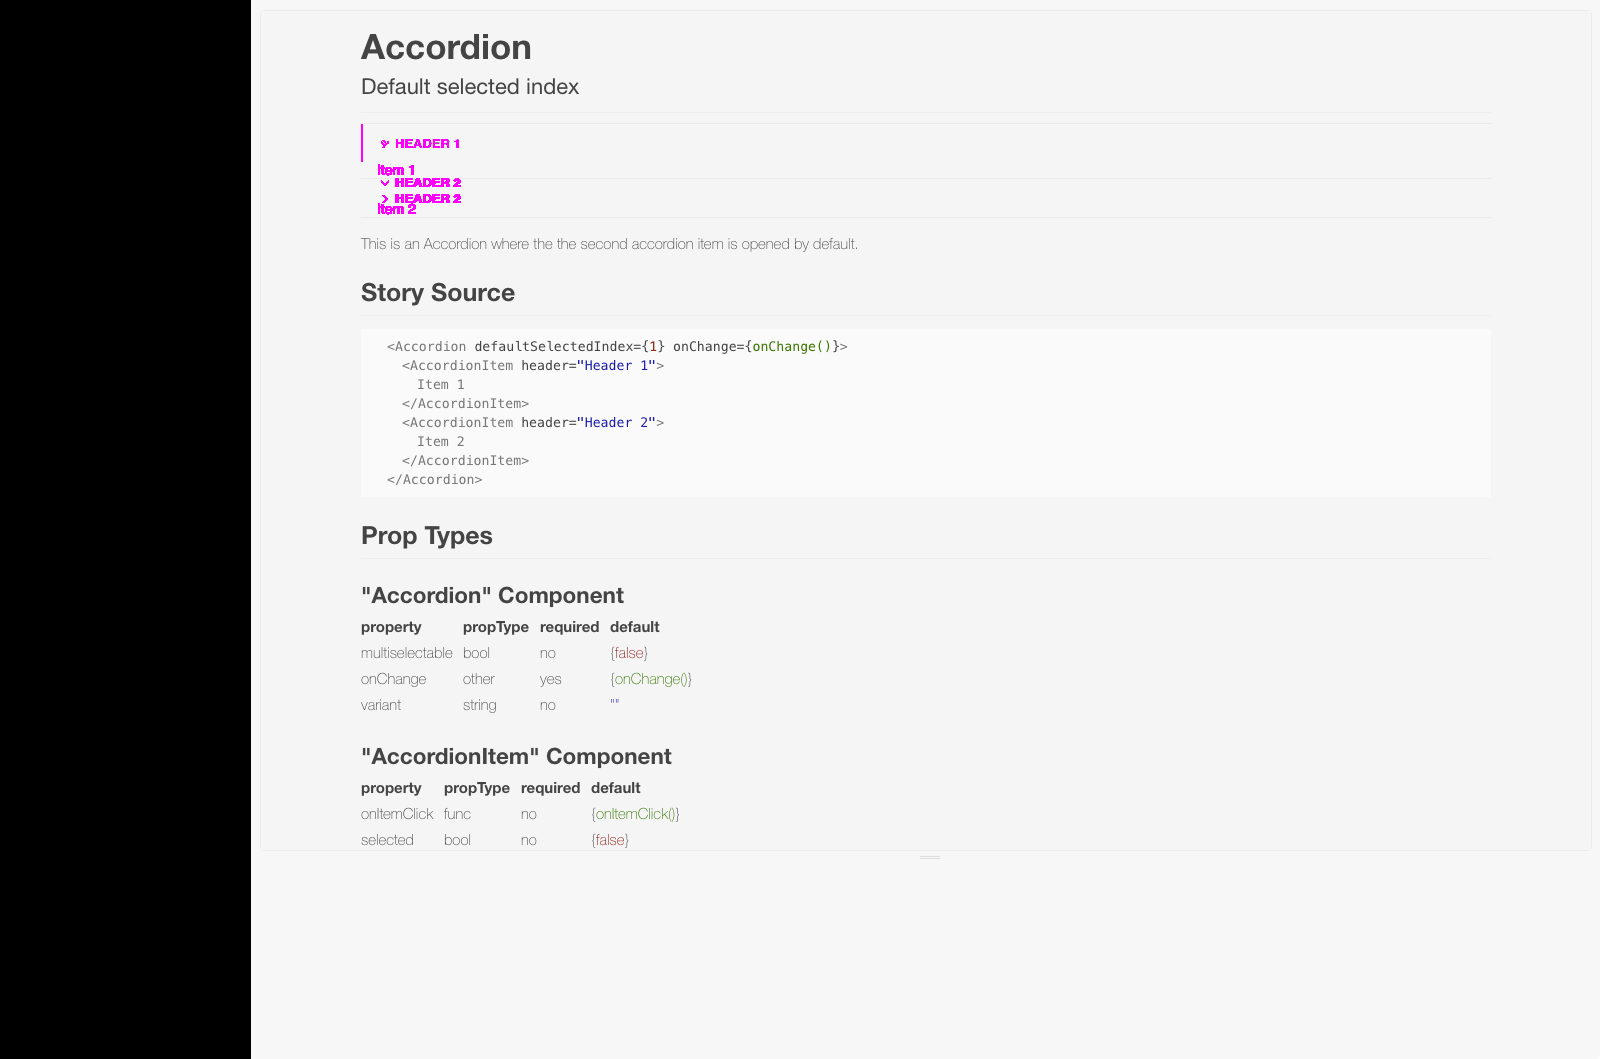 Accordion
Default selected index
HEADER 1
Item 1
HEADER 2
HEADER 2
Item 2
This is an Accordion where the the second accordion item is opened by default.
Story Source
<Accordion defaultSelectedIndex={1} onChange={onChange()}>
<AccordionItem header="Header 1">
Item 1
</AccordionItem>
<AccordionItem header="Header 2">
Item 2
</AccordionItem>
</Accordion>
Prop Types
"Accordion" Component
property propType required default
multiselectable bool no {false}
onChange other yes {onChange()}
variant string no ""
"AccordionItem" Component
property propType required default
onItemClick func no {onItemClick()}
selected bool no {false}